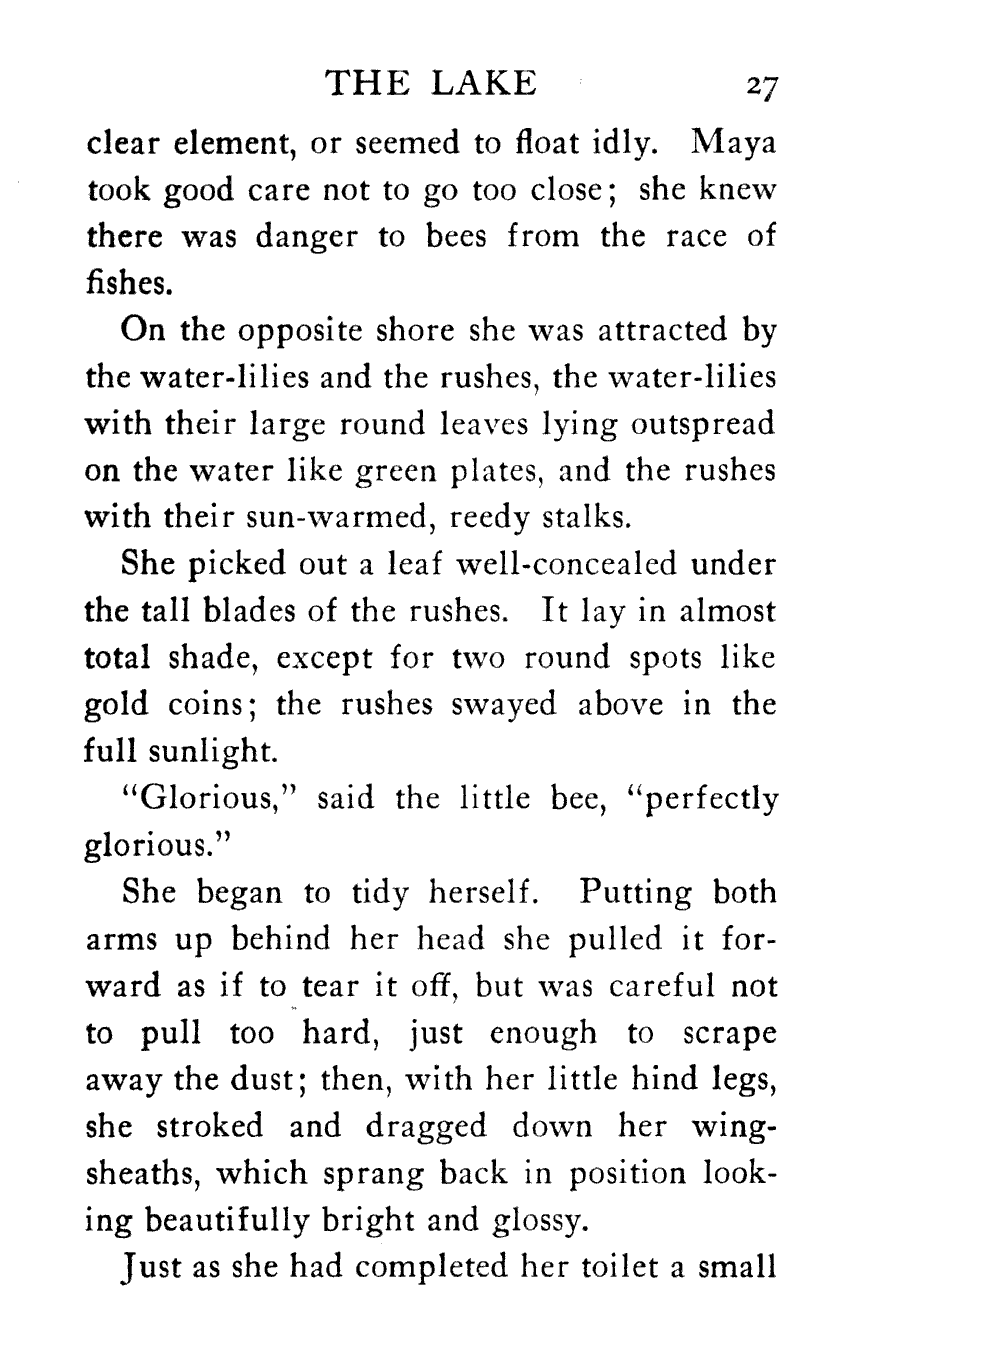 THE LAKE 27
clear element, or seemed to float idly. Maya
took good care not to go too close; she knew
there was danger to bees from the race of
fishes.
On the opposite shore she was attracted by
the water-lilies and the rushes, the water-lilies
with their large round leaves lying outspread
on the water like green plates, and the rushes
with their sun-warmed, reedy stalks.
She picked out a leaf well-concealed under
the tall blades of the rushes. It lay in almost
total shade, except for two round spots like
gold coins; the rushes swayed above in the
full sunlight.
“Glorious,” said the little bee, “perfectly
glorious.”
She began to tidy herself. Putting both
arms up behind her head she pulled it for-
ward as if to tear it off, but was careful not
to pull too hard, just enough to scrape
away the dust; then, with her little hind legs,
she stroked and dragged down her wing-
sheaths, which sprang back in position look-
ing beautifully bright and glossy.
Just as she had completed her toilet a small